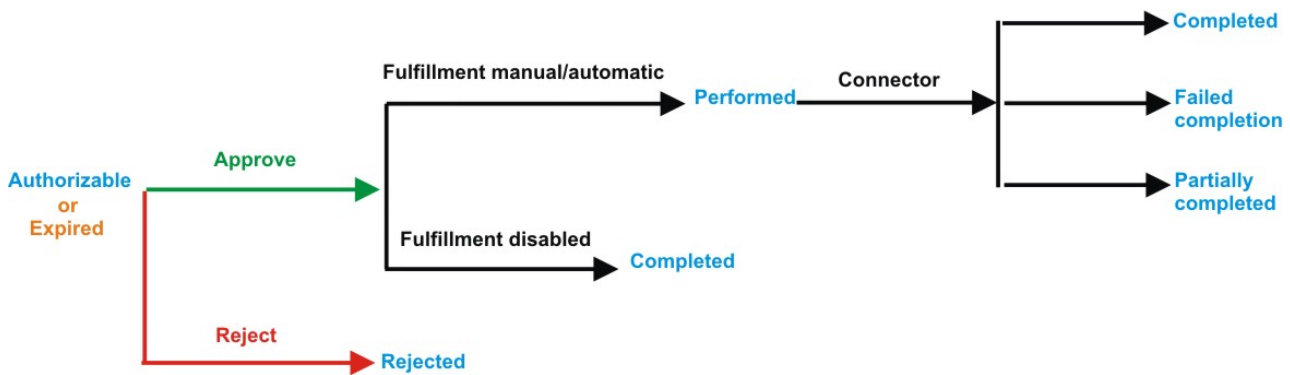 Completed
Fulfillment manual/automatic
Connector
Performed
Failed
completion
Approve
Authorizable
or
Expired
Partially
completed
Fulfillment disabled
Completed
Reject
Rejected